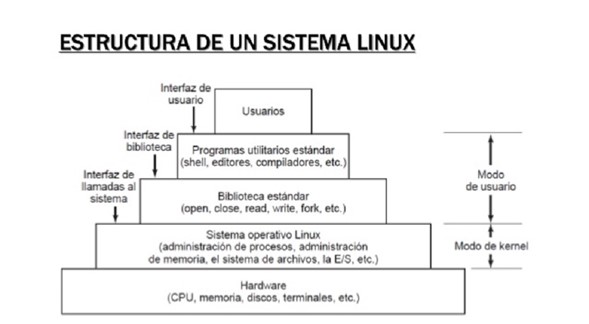 ESTRUCTURA DE UN SISTEMA LINUX
Interfaz de
usuario
Usuarios
Interfaz de
biblioteca
Programas utilitarios estándar
(shell, editores, compiladores, etc.)
Interfaz de
llamadas al
sistema
Biblioteca estándar
(open, close, read, write, fork, etc.)
Modo
de usuario
Sistema operativo Linux
(administración de procesos, administración
de memoria, el sistema de archivos, la E/S, etc.)
Modo de kernel
Hardware
(CPU, memoria, discos, terminales, etc.)